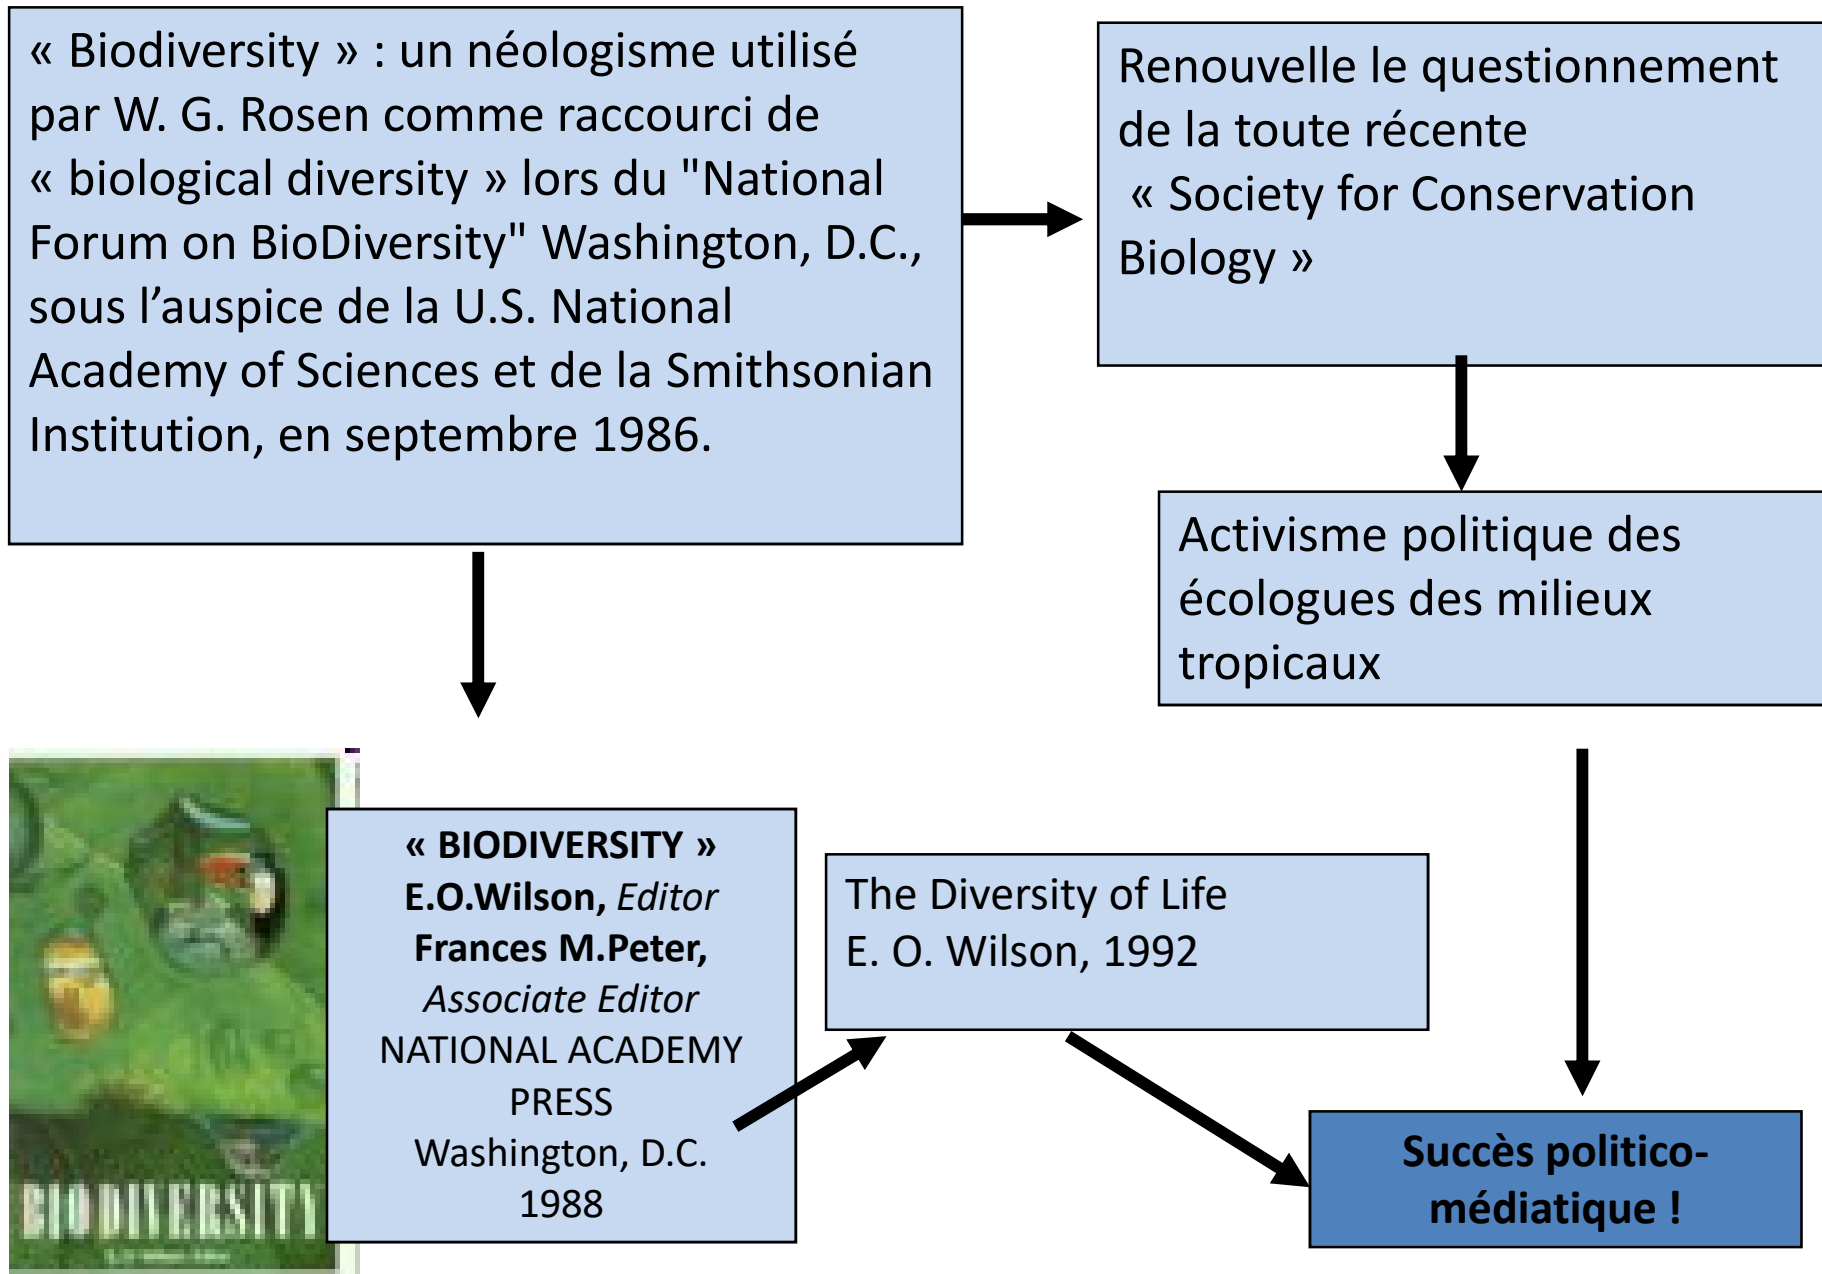 « Biodiversity » : un néologisme utilisé
par W. G. Rosen comme raccourci de
« biological diversity » lors du "National
Forum on BioDiversity" Washington, D.C.,
sous l’auspice de la U.S. National
Academy of Sciences et de la Smithsonian
Institution, en septembre 1986.
Renouvelle le questionnement
de la toute récente
« Society for Conservation
Biology »
Activisme politique des
écologues des milieux
tropicaux
BIODIVERSITY
« BIODIVERSITY »
E.O.Wilson, Editor
Frances M.Peter,
Associate Editor
NATIONAL ACADEMY
PRESS
Washington, D.C.
1988
The Diversity of Life
E. O. Wilson, 1992
Succès politico-
médiatique !